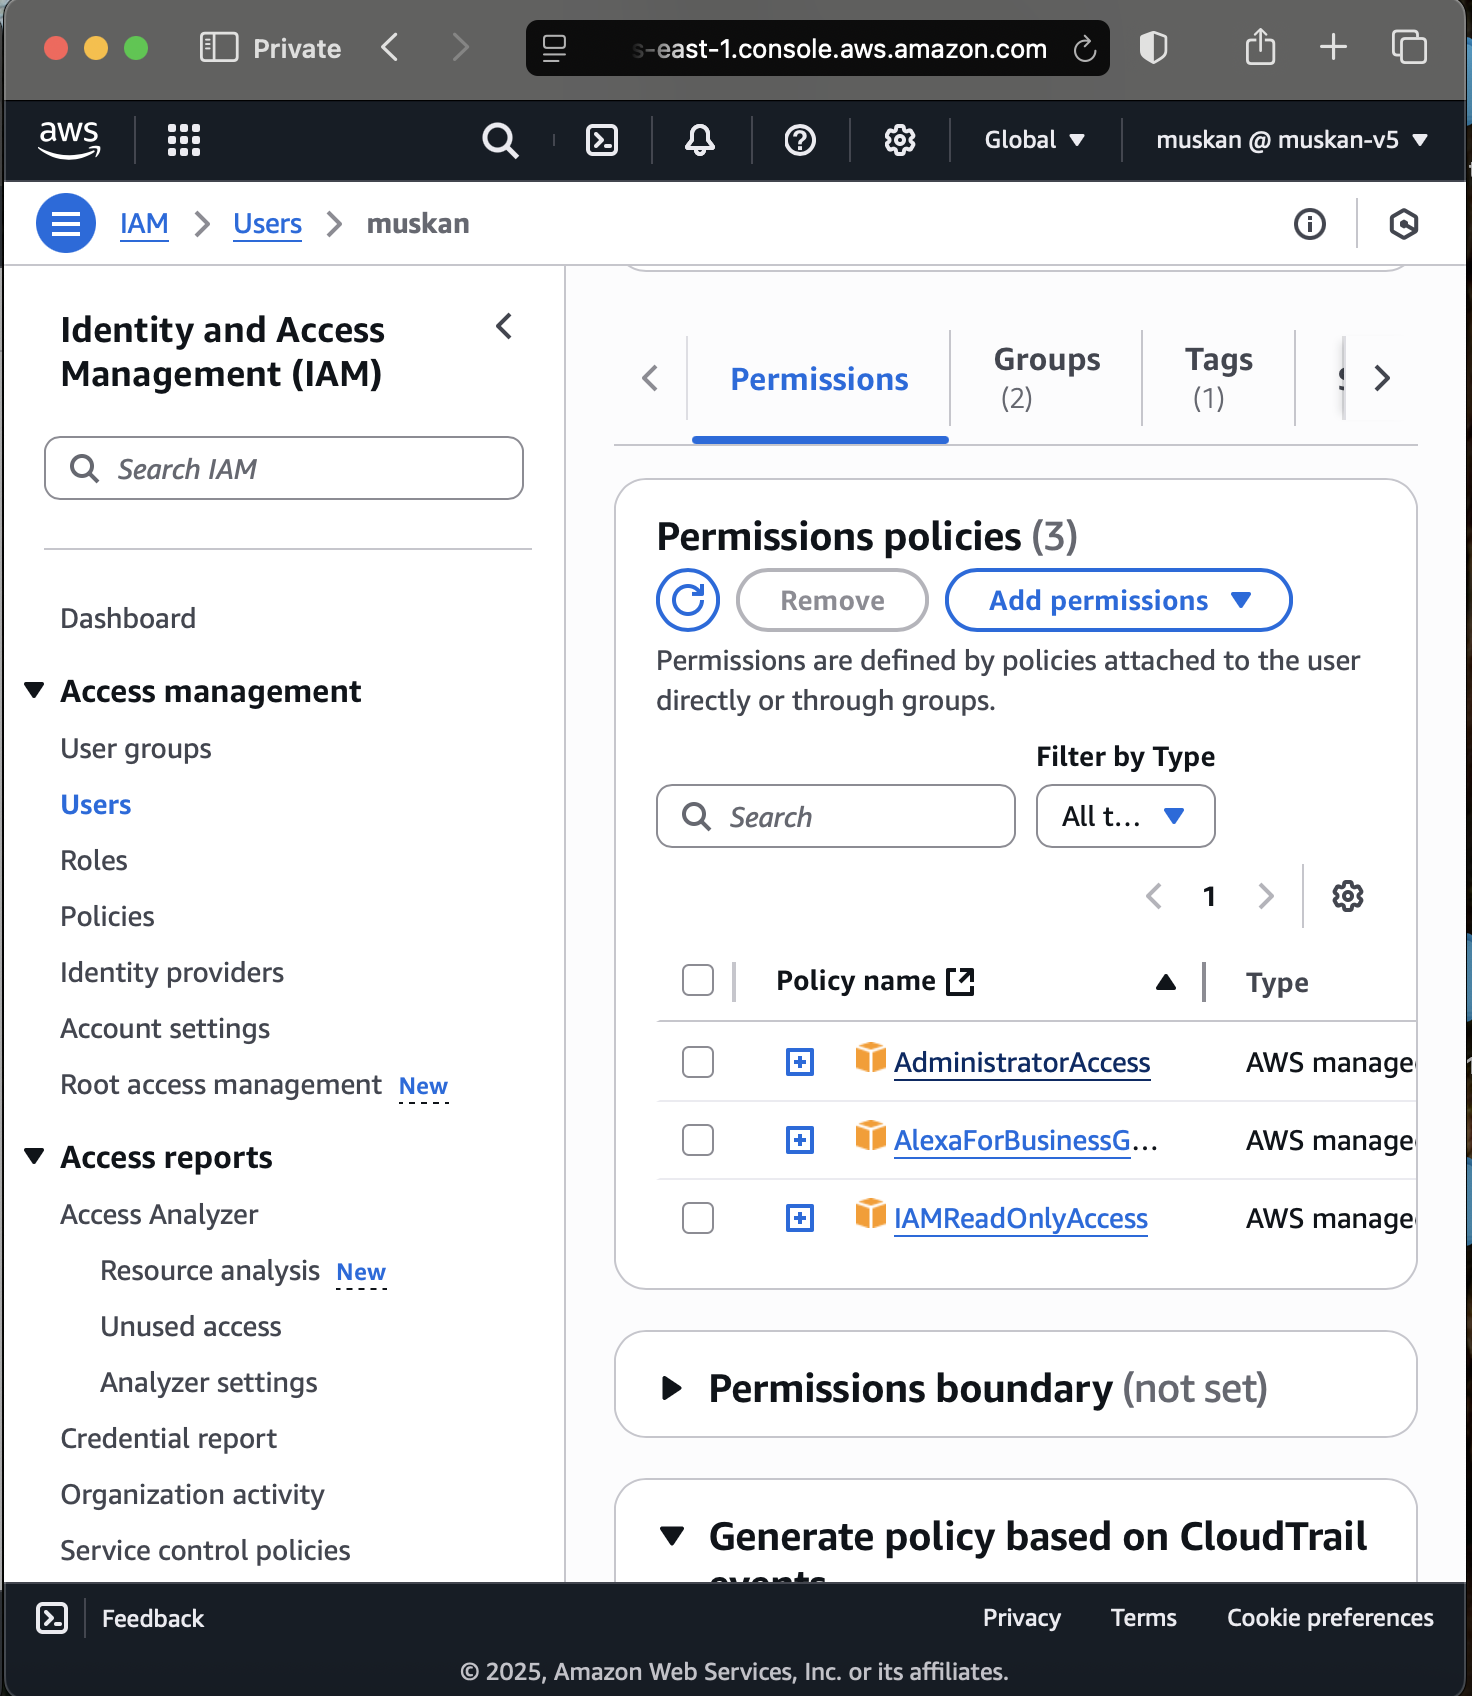 Private
s-east-1.console.aws.amazon.com
aws
Global
muskan @ muskan-v5
IAM
Users
muskan
Identity and Access
Management (IAM)
Search IAM
Dashboard
Access management
User groups
Users
Roles
Policies
Identity providers
Account settings
Root access management New
Access reports
Access Analyzer
Resource analysis New
Unused access
Analyzer settings
Credential report
Organization activity
Service control policies
Permissions
Groups
(2)
Tags
(1)
Permissions policies (3)
Remove
Add permissions
Permissions are defined by policies attached to the user
directly or through groups.
Filter by Type
Search
All t...
1
Policy name
Type
AdministratorAccess
AWS manage
AlexaForBusinessG...
AWS manage
IAMReadOnlyAccess
AWS manage
Permissions boundary (not set)
Generate policy based on CloudTrail
events
Feedback
Privacy
Terms
Cookie preferences
© 2025, Amazon Web Services, Inc. or its affiliates.